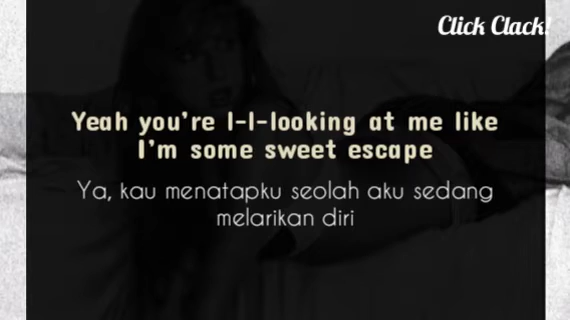 Click Clack!
Yeah you're l-l-looking at me like
I'm some sweet escape
Ya, kau menatapku seolah aku sedang
melarikan diri